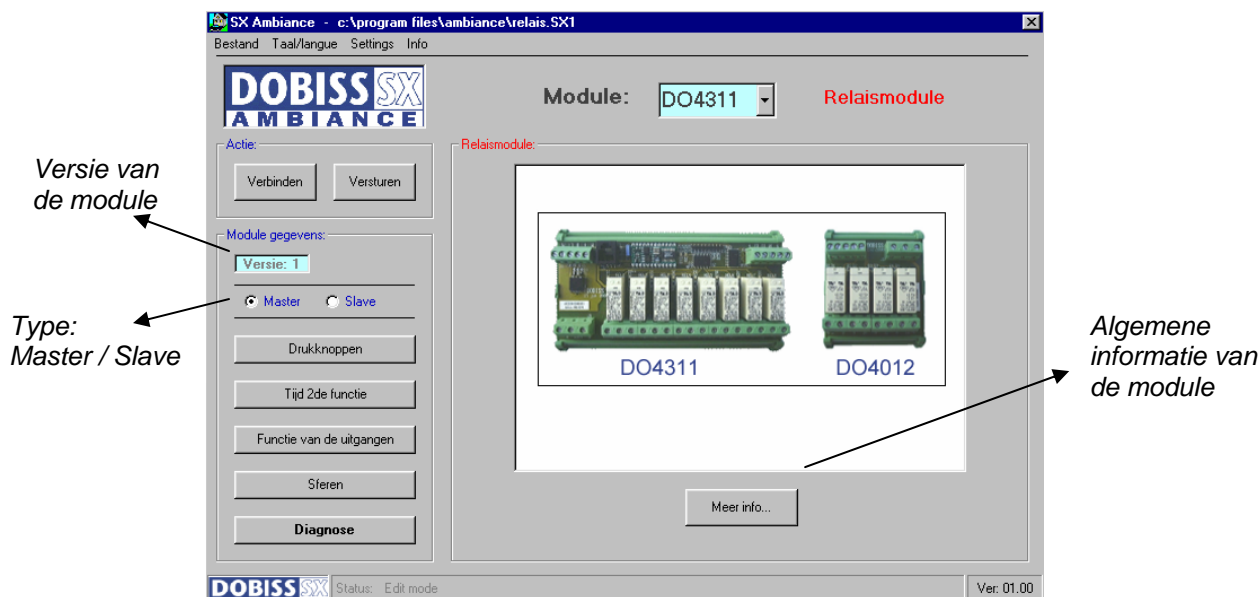 SX Ambiance - c:\program files\ambiance\relais.SX1
Bestand Taal/langue Settings Info
DOBISS SX
AMBIANCE
Module: DO4311 Relaismodule
Actie:
Verbinden Versturen
Relaismodule:
Versie van
de module
Module gegevens:
Versie: 1
Master Slave
Type:
Master / Slave
Drukknoppen
Tijd 2de functie
Functie van de uitgangen
Sferen
Diagnose
DO4311 DO4012
Algemene
informatie van
de module
Meer info...
DOBISS SX Status: Edit mode Ver: 01.00